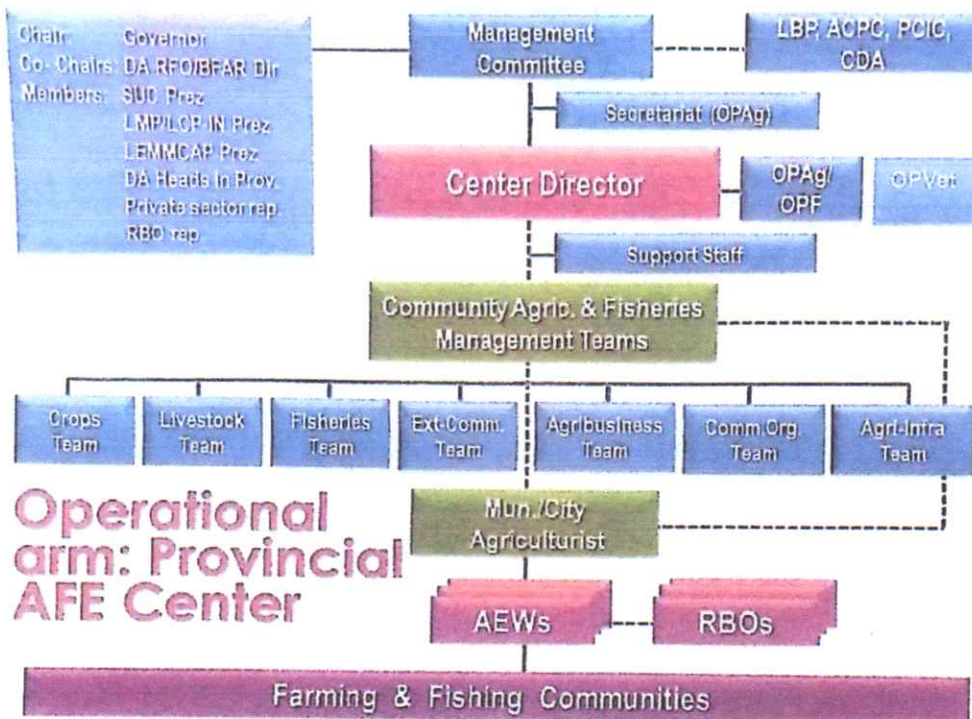 Chair: Governor
Co- Chairs: DA RFO/BFAR Dir
Members: SUC Prez
LMP/LCP-IN Prez
LEMMCAP Prez
DA Heads In Prov.
Private sector rep
RBO rep
Management
Committee
LBP, ACPC, PCIC,
CDA
Secretariat (OPAg)
Center Director
OPAg/
OPF
OPVet
Support Staff
Community Agric. & Fisheries
Management Teams
Crops
Team
Livestock
Team
Fisheries
Team
Ext-Comm.
Team
Agribusiness
Team
Comm.Org.
Team
Agri-Infra
Team
Operational
arm: Provincial
AFE Center
Mun./City
Agriculturist
AEWs
RBOs
Farming & Fishing Communities